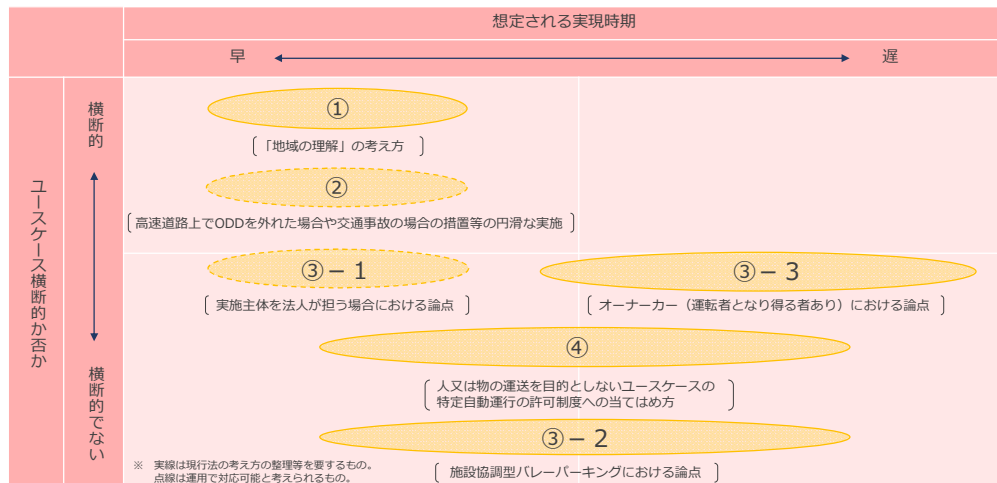 想定される実現時期
早
遅
ユースケース横断的か否か
横断的
横断的でない
①
「地域の理解」の考え方
②
高速道路上でODDを外れた場合や交通事故の場合の措置等の円滑な実施
③－１
実施主体を法人が担う場合における論点
③－３
オーナーカー（運転者となり得る者あり）における論点
④
人又は物の運送を目的としないユースケースの
特定自動運行の許可制度への当てはめ方
③－２
施設協調型バレーパーキングにおける論点
※　実線は現行法の考え方の整理等を要するもの。
点線は運用で対応可能と考えられるもの。